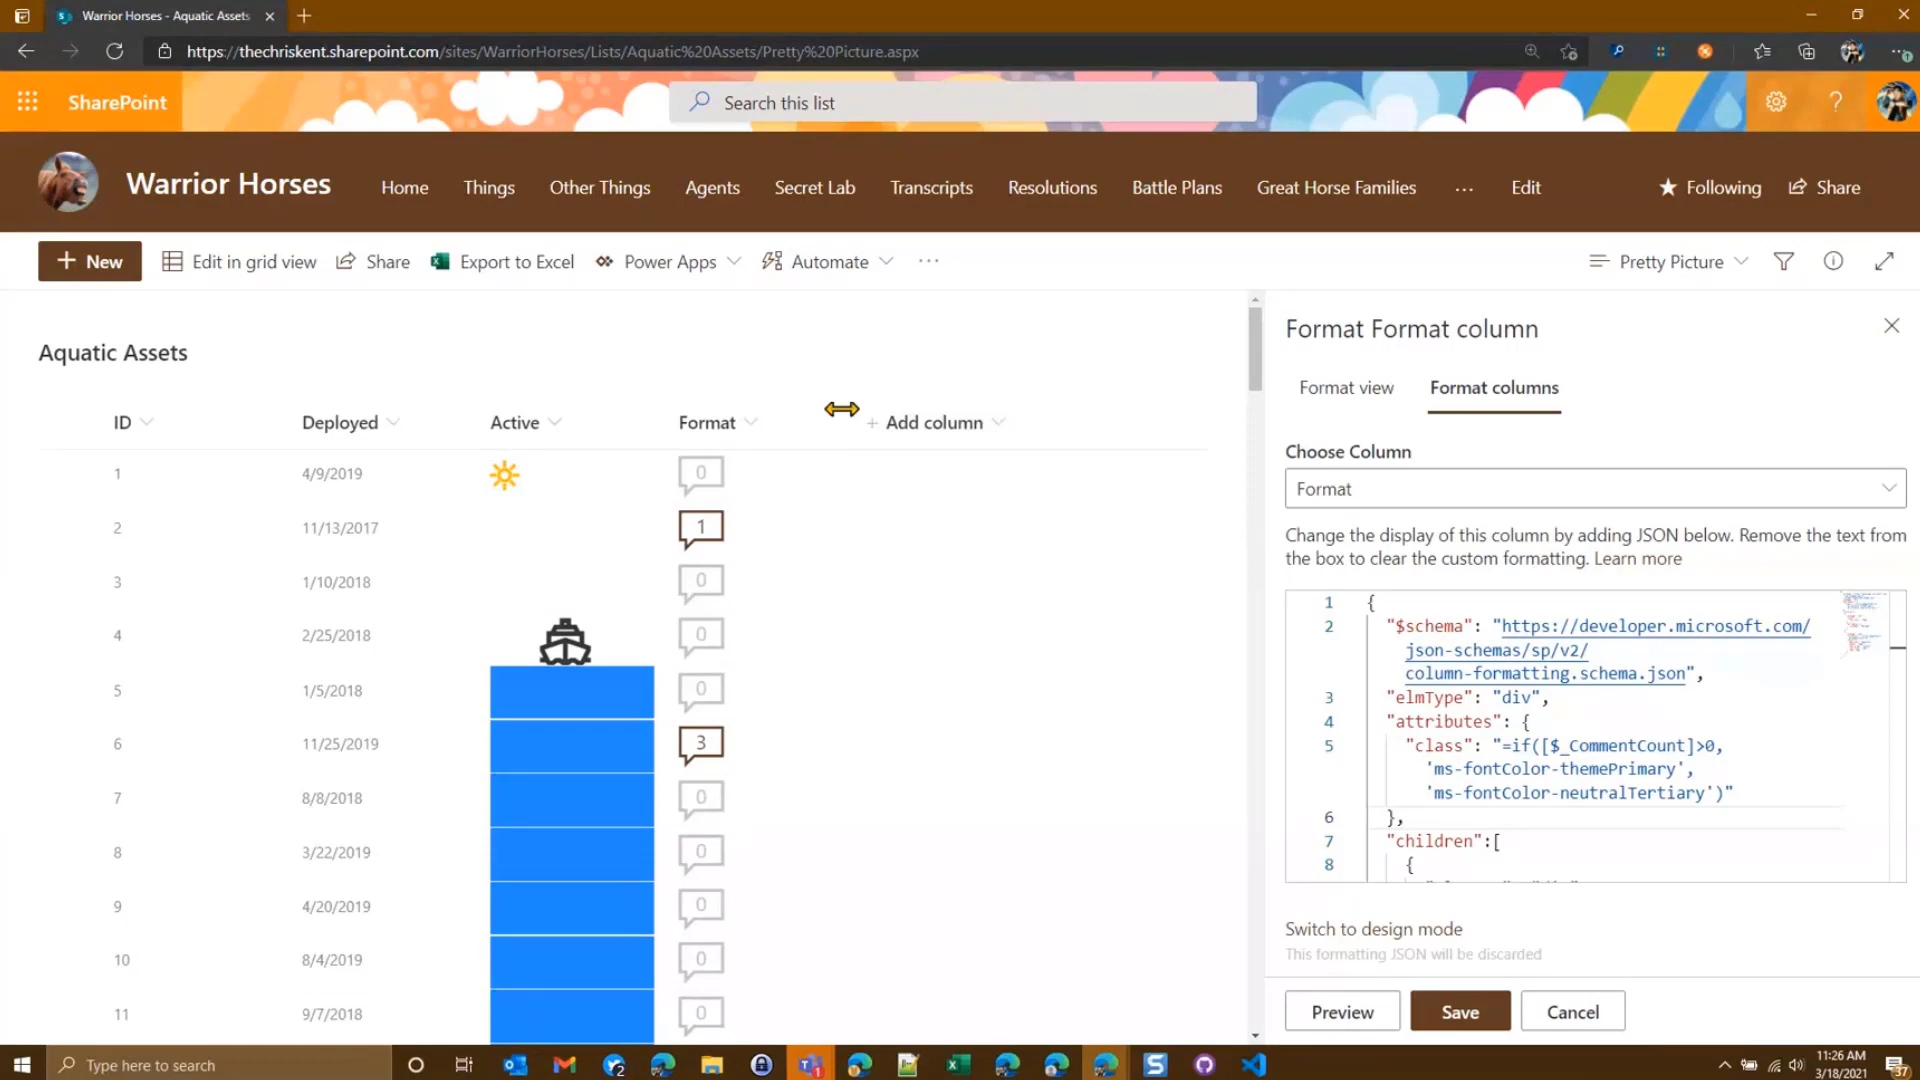 Warrior Horses - Aquatic Assets
https://thechriskent.sharepoint.com/sites/WarriorHorses/Lists/Aquatic%20Assets/Pretty%20Picture.aspx
SharePoint
Search this list
?
Warrior Horses
Home
Things
Other Things
Agents
Secret Lab
Transcripts
Resolutions
Battle Plans
Great Horse Families
...
Edit
Following
Share
+ New
Edit in grid view
Share
Export to Excel
Power Apps
Automate
...
Pretty Picture
Aquatic Assets
ID
Deployed
Active
Format
+ Add column
1 4/9/2019 0
2 11/13/2017 1
3 1/10/2018 0
4 2/25/2018 0
5 1/5/2018 0
6 11/25/2019 3
7 8/8/2018 0
8 3/22/2019 0
9 4/20/2019 0
10 8/4/2019 0
11 9/7/2018 0
Format Format column
Format view
Format columns
Choose Column
Format
Change the display of this column by adding JSON below. Remove the text from
the box to clear the custom formatting. Learn more
1 {
2 "$schema": "https://developer.microsoft.com/
json-schemas/sp/v2/
column-formatting.schema.json",
3 "elmType": "div",
4 "attributes": {
5 "class": "=if([$_CommentCount]>0,
'ms-fontColor-themePrimary',
'ms-fontColor-neutralTertiary')"
6 },
7 "children":[
8 {
Switch to design mode
This formatting JSON will be discarded
Preview
Save
Cancel
Type here to search
2
1
11:26 AM
3/18/2021
37